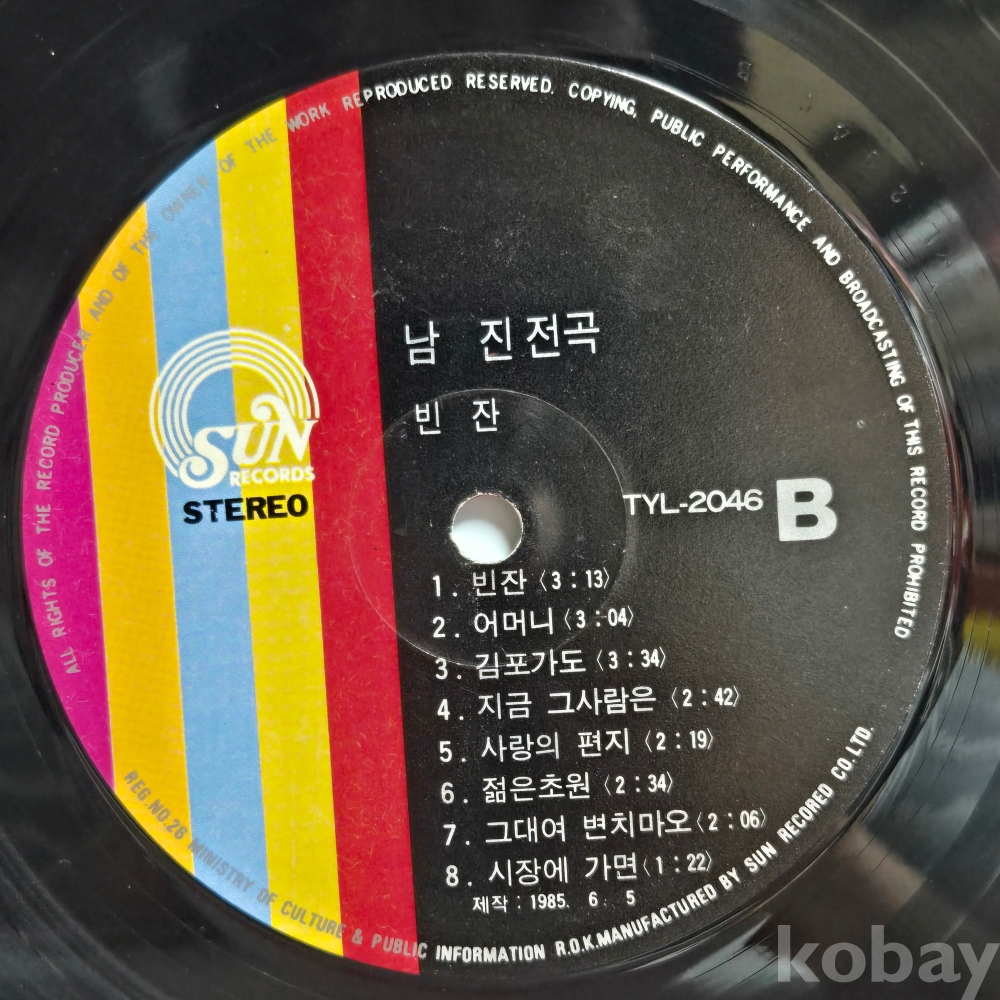 ALL RIGHTS OF THE RECORD PRODUCER AND OF THE OWNER OF THE WORK REPRODUCED RESERVED. COPYING, PUBLIC PERFORMANCE AND BROADCASTING OF THIS RECORD PROHIBITED
남 진 전곡
빈 잔
SUN
RECORDS
STEREO
TYL-2046 B
1. 빈잔〈3:13〉
2. 어머니〈3:04〉
3. 김포가도〈3:34〉
4. 지금 그사람은〈2:42〉
5. 사랑의 편지〈2:19〉
6. 젊은초원〈2:34〉
7. 그대여 변치마오〈2:06〉
8. 시장에 가면〈1:22〉
제작: 1985. 6. 5
REG.NO.26 MINISTRY OF CULTURE & PUBLIC INFORMATION R.O.K.MANUFACTURED BY SUN RECORED CO.LTD.
kobay